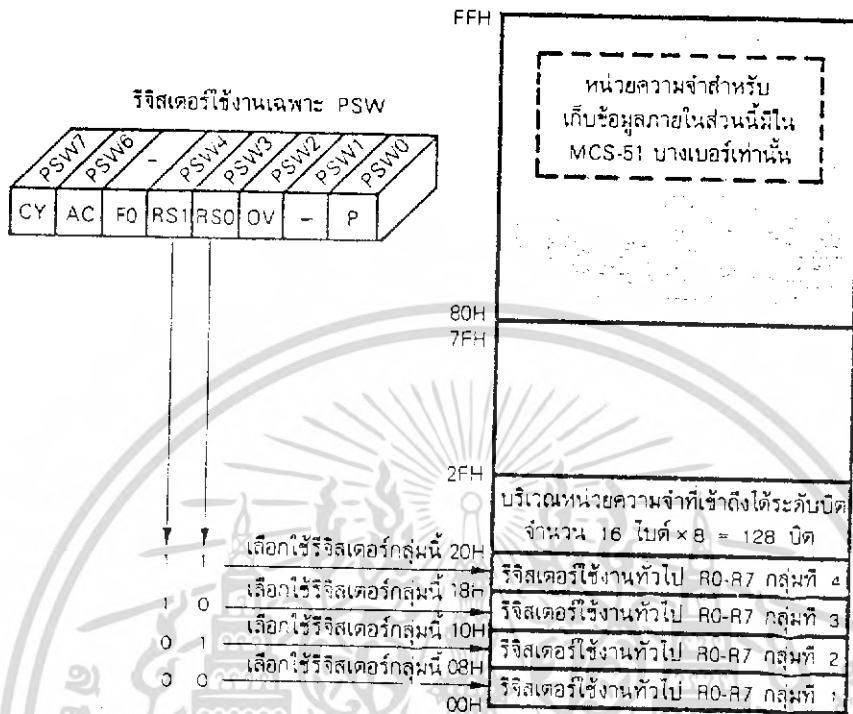 FFH
หน่วยความจำสำหรับ
เก็บข้อมูลภายในส่วนนี้มีใน
MCS-51 บางเบอร์เท่านั้น
รีจิสเตอร์ใช้งานเฉพาะ PSW
PSW7 PSW6 - PSW4 PSW3 PSW2 PSW1 PSW0
CY AC F0 RS1 RS0 OV - P
80H
7FH
2FH
บริเวณหน่วยความจำที่เข้าถึงได้ระดับบิต
จำนวน 16 ไบต์ × 8 = 128 บิต
1 1 เลือกใช้รีจิสเตอร์กลุ่มนี้ 20H
รีจิสเตอร์ใช้งานทั่วไป R0-R7 กลุ่มที่ 4
1 0 เลือกใช้รีจิสเตอร์กลุ่มนี้ 18H
รีจิสเตอร์ใช้งานทั่วไป R0-R7 กลุ่มที่ 3
0 1 เลือกใช้รีจิสเตอร์กลุ่มนี้ 10H
รีจิสเตอร์ใช้งานทั่วไป R0-R7 กลุ่มที่ 2
0 0 เลือกใช้รีจิสเตอร์กลุ่มนี้ 08H
รีจิสเตอร์ใช้งานทั่วไป R0-R7 กลุ่มที่ 1
00H